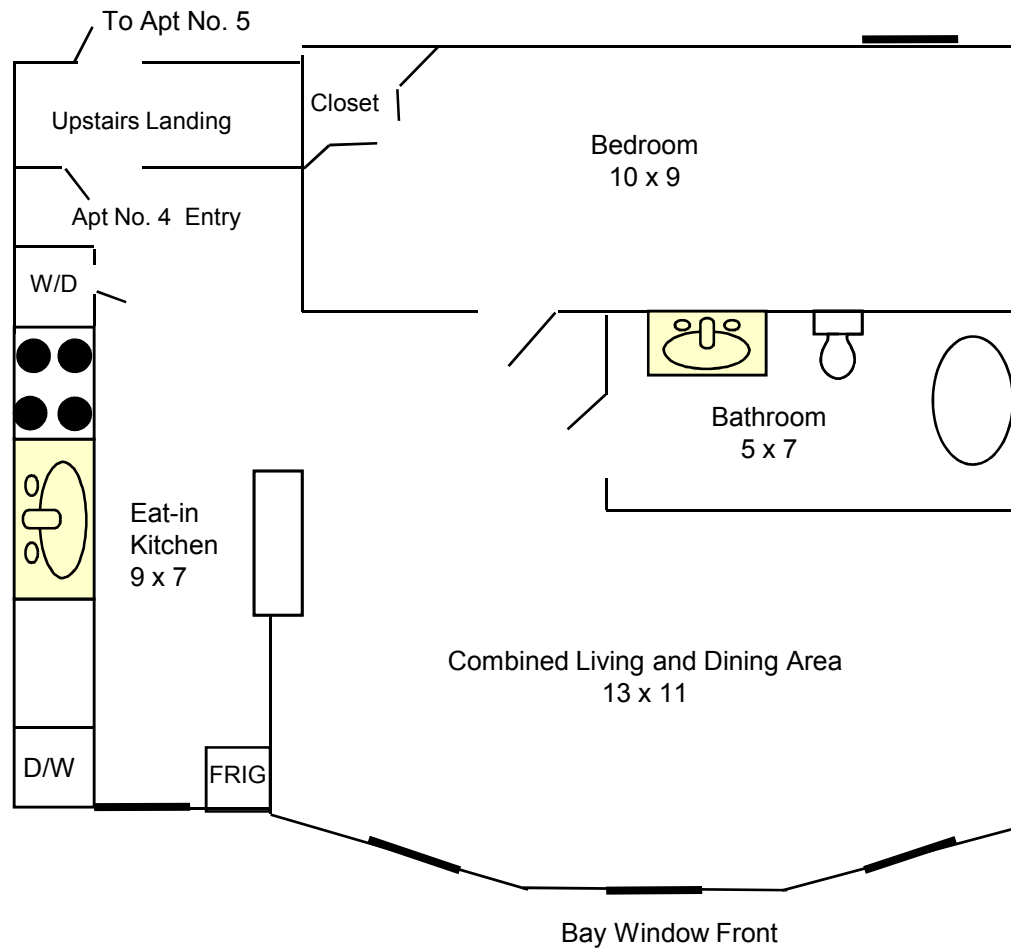 To Apt No. 5
Closet
Upstairs Landing
Bedroom
10 x 9
Apt No. 4 Entry
W/D
Bathroom
5 x 7
Eat-in
Kitchen
9 x 7
Combined Living and Dining Area
13 x 11
D/W
FRIG
Bay Window Front